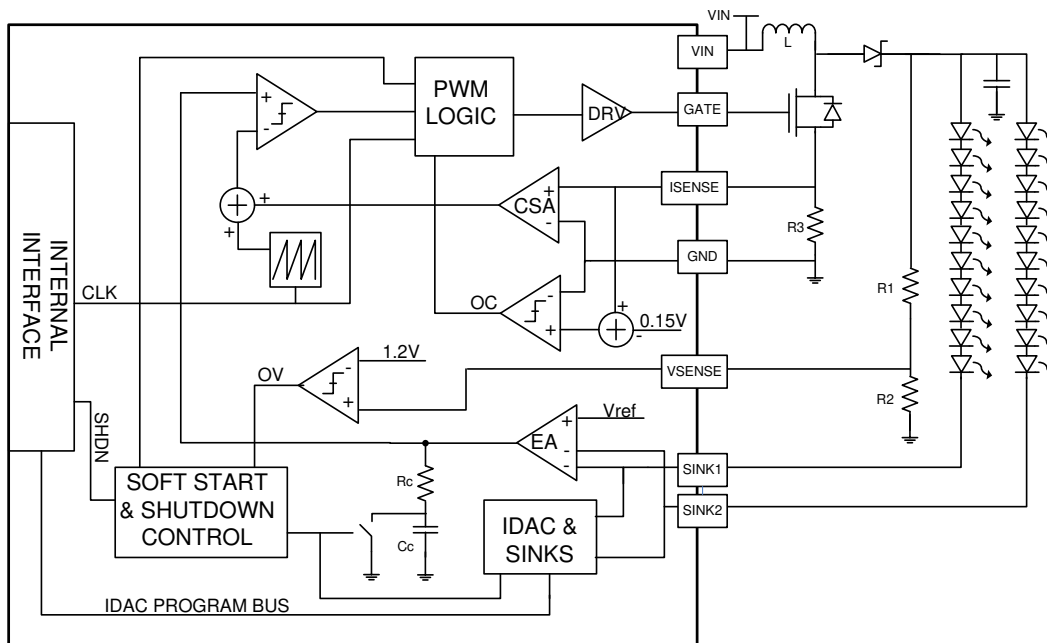 VIN
VIN
L
PWM
LOGIC
DRV
GATE
+
-
INTERNAL
INTERFACE
CLK
+
+
CSA
+
-
ISENSE
R3
GND
OC
-
+
+
-
0.15V
R1
OV
1.2V
-
+
VSENSE
R2
SHDN
EA
+
-
-
Vref
SOFT START
& SHUTDOWN
CONTROL
Rc
Cc
IDAC &
SINKS
SINK1
SINK2
IDAC PROGRAM BUS